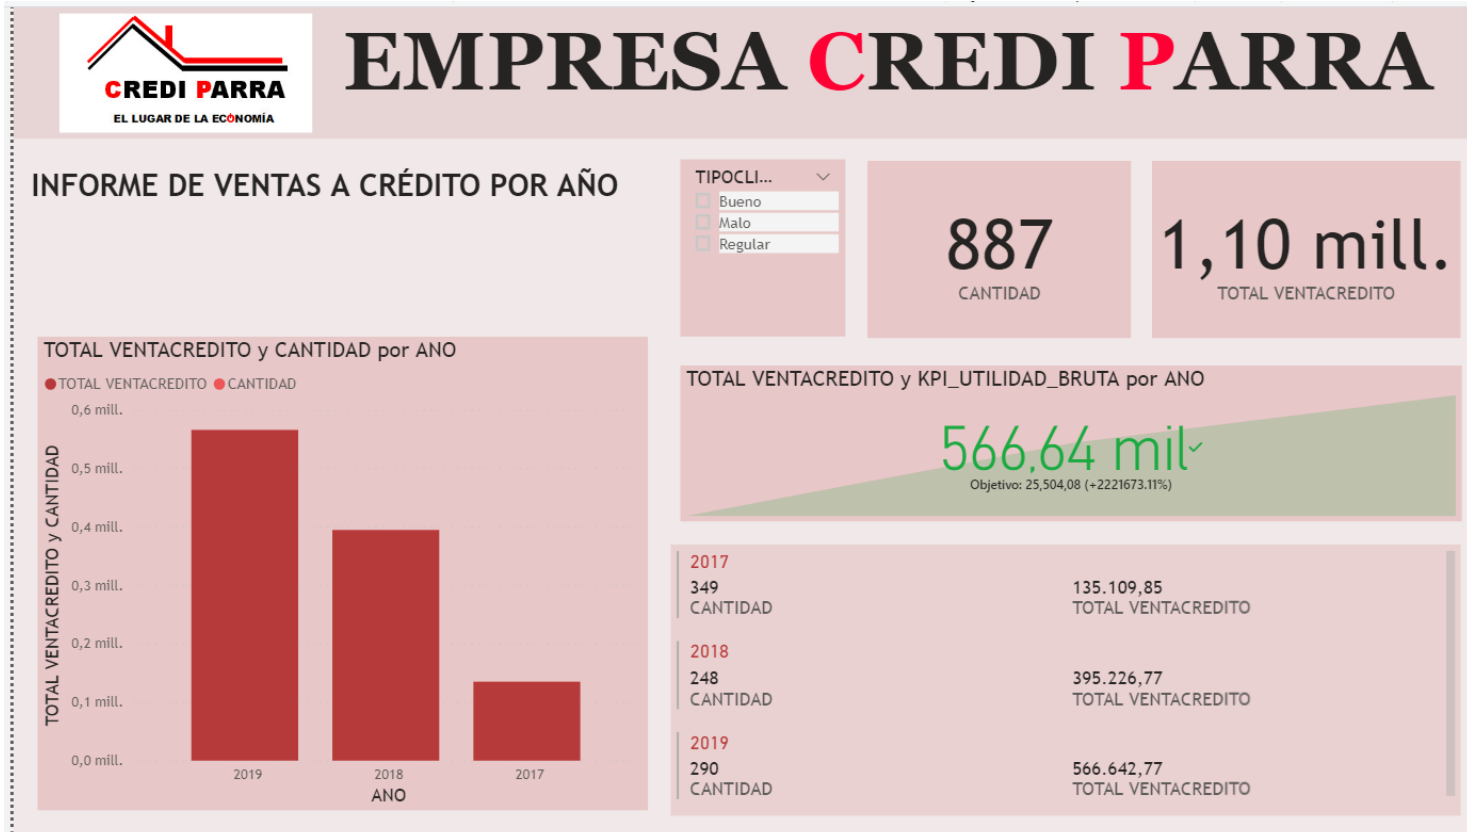 CREDI PARRA
EL LUGAR DE LA ECONOMÍA
EMPRESA CREDI PARRA
INFORME DE VENTAS A CRÉDITO POR AÑO
TIPOCLI...
Bueno
Malo
Regular
887
CANTIDAD
1,10 mill.
TOTAL VENTACREDITO
TOTAL VENTACREDITO y CANTIDAD por ANO
TOTAL VENTACREDITO CANTIDAD
TOTAL VENTACREDITO y CANTIDAD
0,6 mill.
0,5 mill.
0,4 mill.
0,3 mill.
0,2 mill.
0,1 mill.
0,0 mill.
2019 2018 2017
ANO
TOTAL VENTACREDITO y KPI_UTILIDAD_BRUTA por ANO
566,64 mil
Objetivo: 25,504,08 (+2221673.11%)
2017
349 135.109,85
CANTIDAD TOTAL VENTACREDITO
2018
248 395.226,77
CANTIDAD TOTAL VENTACREDITO
2019
290 566.642,77
CANTIDAD TOTAL VENTACREDITO